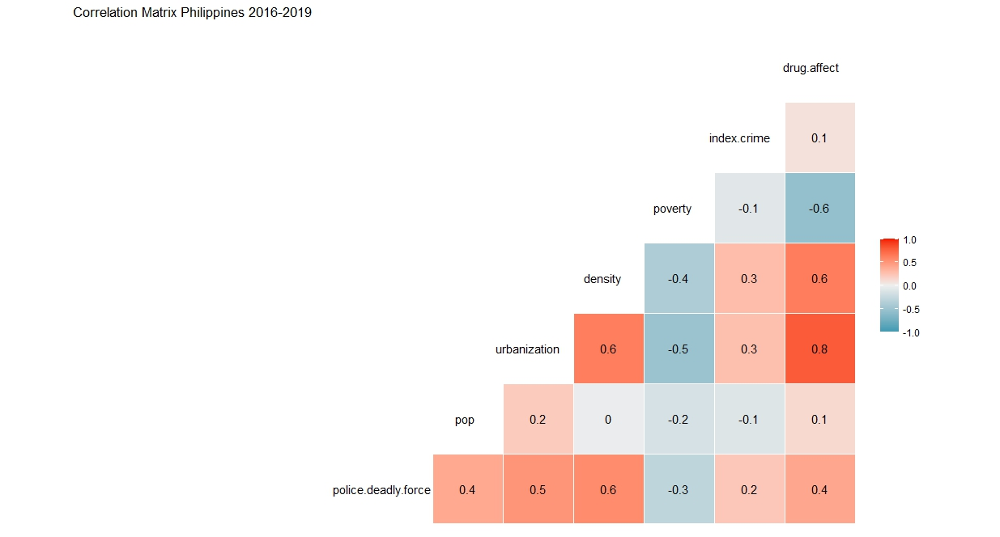 Correlation Matrix Philippines 2016-2019
drug.affect
index.crime 0.1
poverty -0.1 -0.6
density -0.4 0.3 0.6
urbanization 0.6 -0.5 0.3 0.8
pop 0.2 0 -0.2 -0.1 0.1
police.deadly.force 0.4 0.5 0.6 -0.3 0.2 0.4
1.0
0.5
0.0
-0.5
-1.0